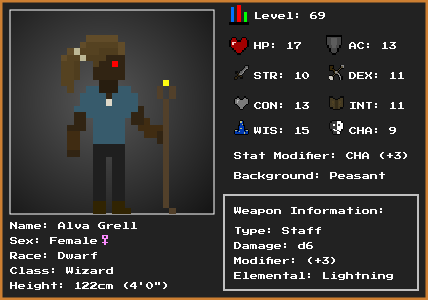 Level: 69
HP: 17 AC: 13
STR: 10 DEX: 11
CON: 13 INT: 11
WIS: 15 CHA: 9
Stat Modifier: CHA (+3)
Background: Peasant
Name: Alva Grell
Sex: Female♀
Race: Dwarf
Class: Wizard
Height: 122cm (4'0")
Weapon Information:
Type: Staff
Damage: d6
Modifier: (+3)
Elemental: Lightning